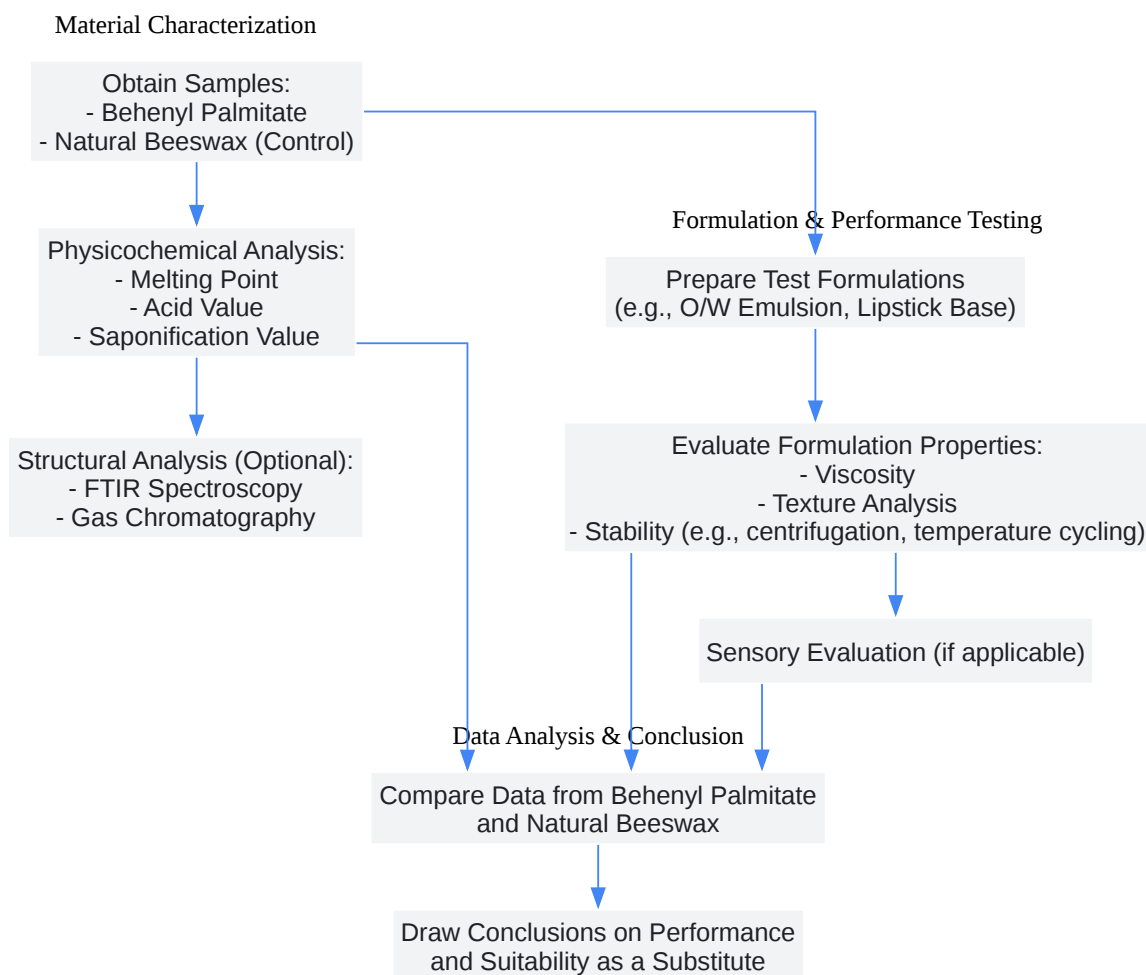 Material Characterization
Obtain Samples:
- Behenyl Palmitate
- Natural Beeswax (Control)
Physicochemical Analysis:
- Melting Point
- Acid Value
- Saponification Value
Structural Analysis (Optional):
- FTIR Spectroscopy
- Gas Chromatography
Formulation & Performance Testing
Prepare Test Formulations
(e.g., O/W Emulsion, Lipstick Base)
Evaluate Formulation Properties:
- Viscosity
- Texture Analysis
- Stability (e.g., centrifugation, temperature cycling)
Sensory Evaluation (if applicable)
Data Analysis & Conclusion
Compare Data from Behenyl Palmitate
and Natural Beeswax
Draw Conclusions on Performance
and Suitability as a Substitute